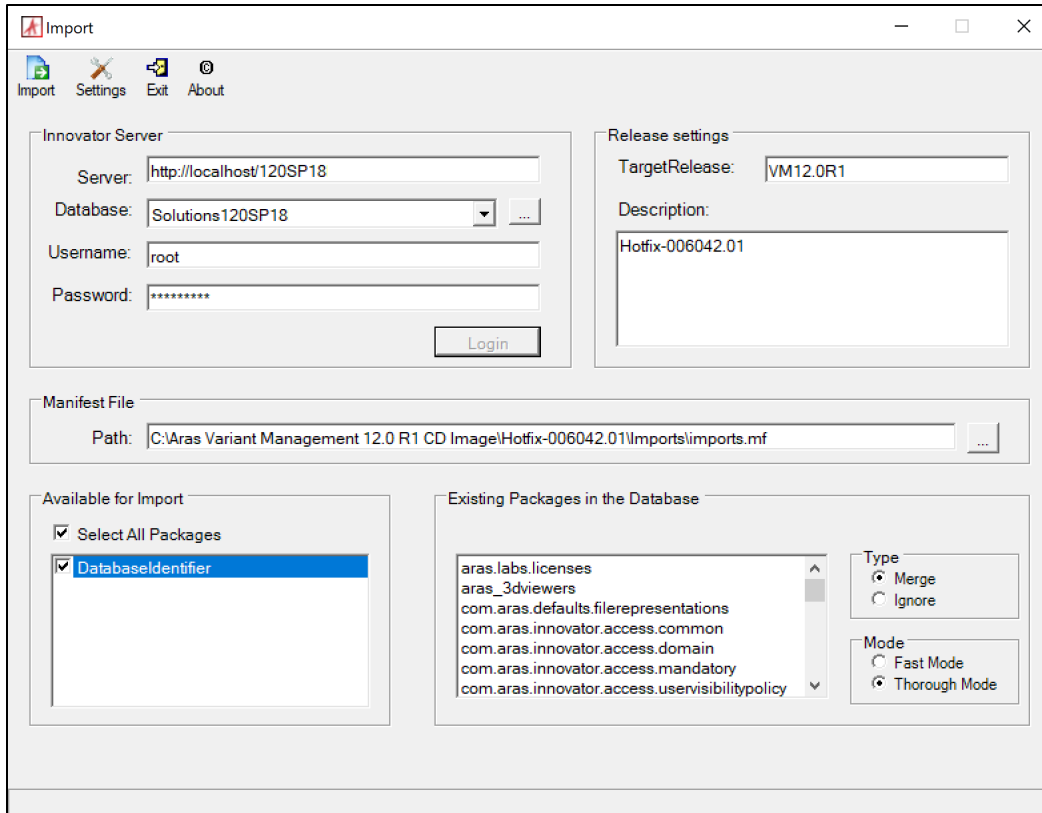 Import
Import Settings Exit About
Innovator Server
Server: http://localhost/120SP18
Database: Solutions120SP18 ...
Username: root
Password: *********
Login
Release settings
TargetRelease: VM12.0R1
Description:
Hotfix-006042.01
Manifest File
Path: C:\Aras Variant Management 12.0 R1 CD Image\Hotfix-006042.01\Imports\imports.mf ...
Available for Import
Select All Packages
DatabaseIdentifier
Existing Packages in the Database
aras.labs.licenses
aras_3dviewers
com.aras.defaults.filerepresentations
com.aras.innovator.access.common
com.aras.innovator.access.domain
com.aras.innovator.access.mandatory
com.aras.innovator.access.uservisibilitypolicy
Type
Merge
Ignore
Mode
Fast Mode
Thorough Mode